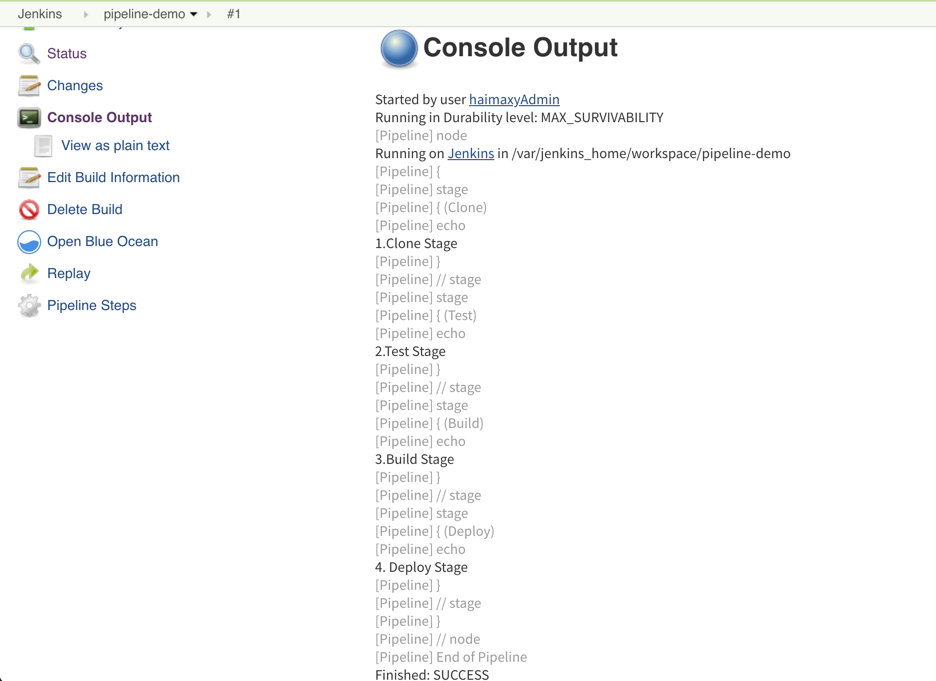 Jenkins pipeline-demo #1
Status
Changes
Console Output
View as plain text
Edit Build Information
Delete Build
Open Blue Ocean
Replay
Pipeline Steps
Console Output
Started by user haimaxyAdmin
Running in Durability level: MAX_SURVIVABILITY
[Pipeline] node
Running on Jenkins in /var/jenkins_home/workspace/pipeline-demo
[Pipeline] {
[Pipeline] stage
[Pipeline] { (Clone)
[Pipeline] echo
1.Clone Stage
[Pipeline] }
[Pipeline] // stage
[Pipeline] stage
[Pipeline] { (Test)
[Pipeline] echo
2.Test Stage
[Pipeline] }
[Pipeline] // stage
[Pipeline] stage
[Pipeline] { (Build)
[Pipeline] echo
3.Build Stage
[Pipeline] }
[Pipeline] // stage
[Pipeline] stage
[Pipeline] { (Deploy)
[Pipeline] echo
4. Deploy Stage
[Pipeline] }
[Pipeline] // stage
[Pipeline] }
[Pipeline] // node
[Pipeline] End of Pipeline
Finished: SUCCESS